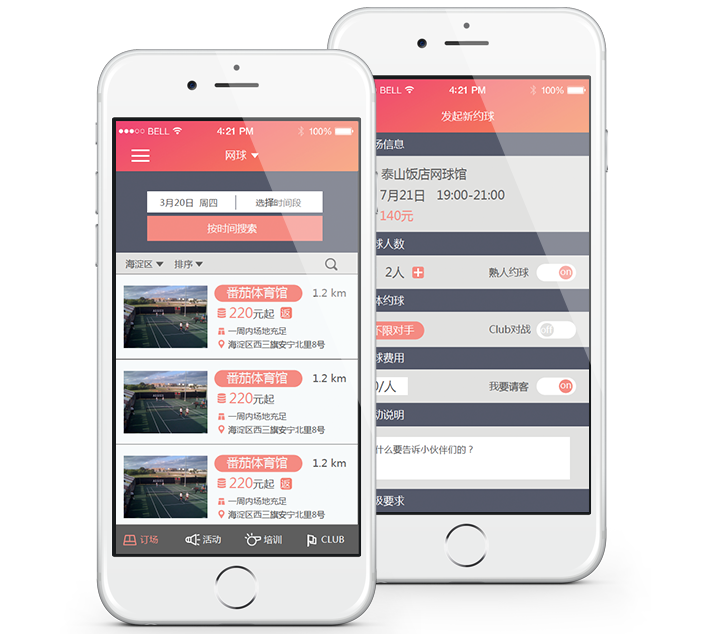 BELL 4:21 PM 100%
网球
3月20日 周四 选择时间段
按时间搜索
海淀区 排序
番茄体育馆 1.2 km
220元起 返
一周内场地充足
海淀区西三旗安宁北里8号
番茄体育馆 1.2 km
220元起 返
一周内场地充足
海淀区西三旗安宁北里8号
番茄体育馆 1.2 km
220元起 返
一周内场地充足
海淀区西三旗安宁北里8号
订场 活动 培训 CLUB
BELL 4:21 PM 100%
发起新约球
信息
泰山饭店网球馆
7月21日 19:00-21:00
140元
人数
2人 熟人约球 on
约球
不限对手 Club对战 off
费用
/人 我要请客 on
说明
什么要告诉小伙伴们的？
要求